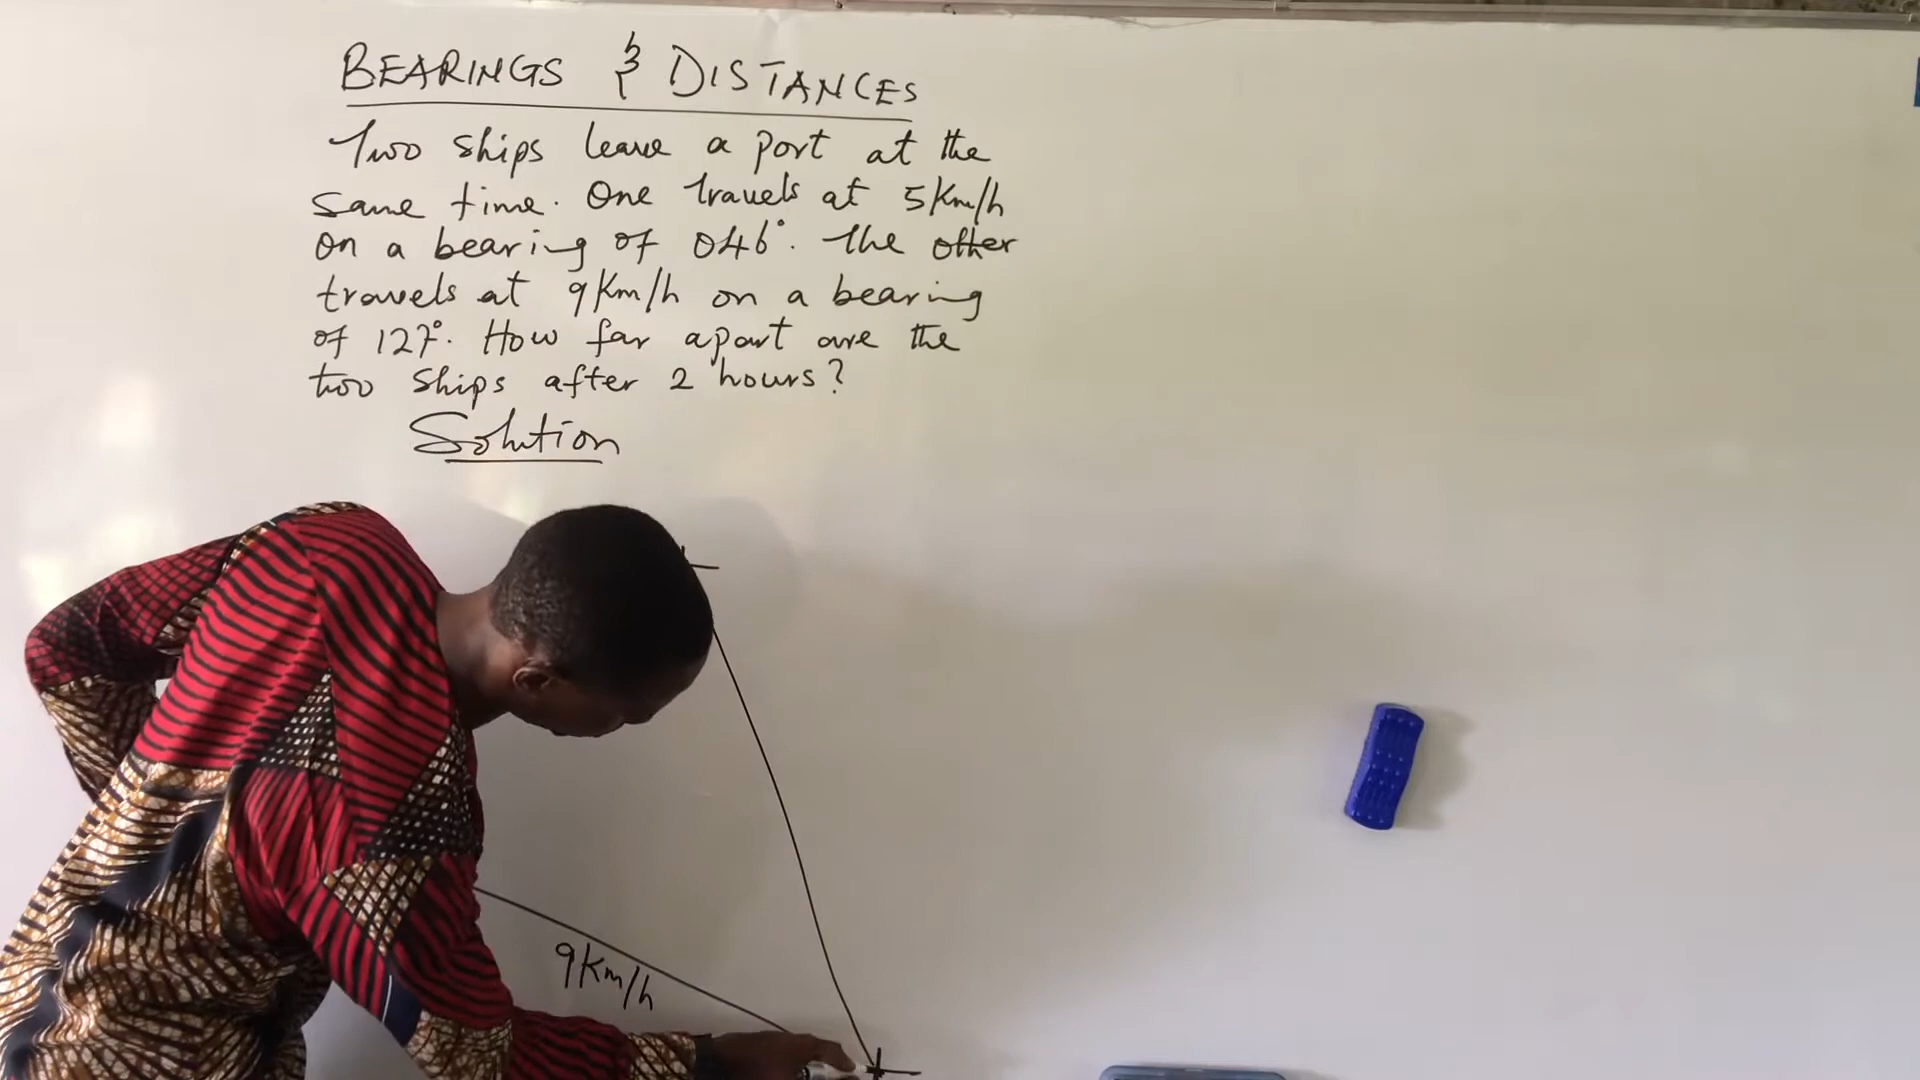 BEARINGS & DISTANCES
Two ships leave a port at the
same time. One travels at 5Km/h
on a bearing of 046°. The other
travels at 9Km/h on a bearing
of 127°. How far apart are the
two ships after 2 hours?
Solution
9Km/h